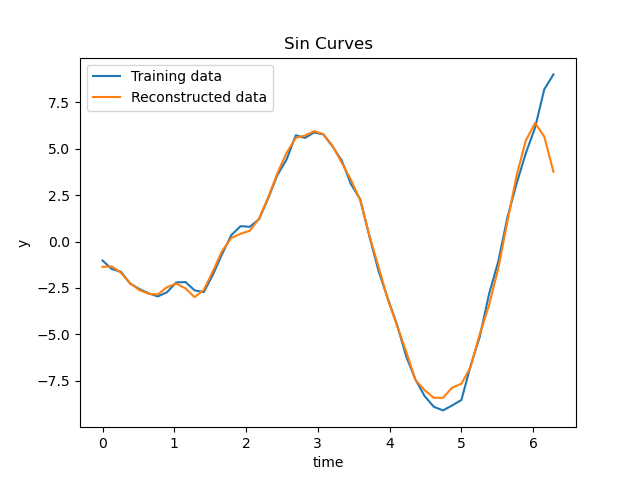 Sin Curves
Training data
Reconstructed data
7.5
5.0
2.5
0.0
−2.5
−5.0
−7.5
y
0 1 2 3 4 5 6
time